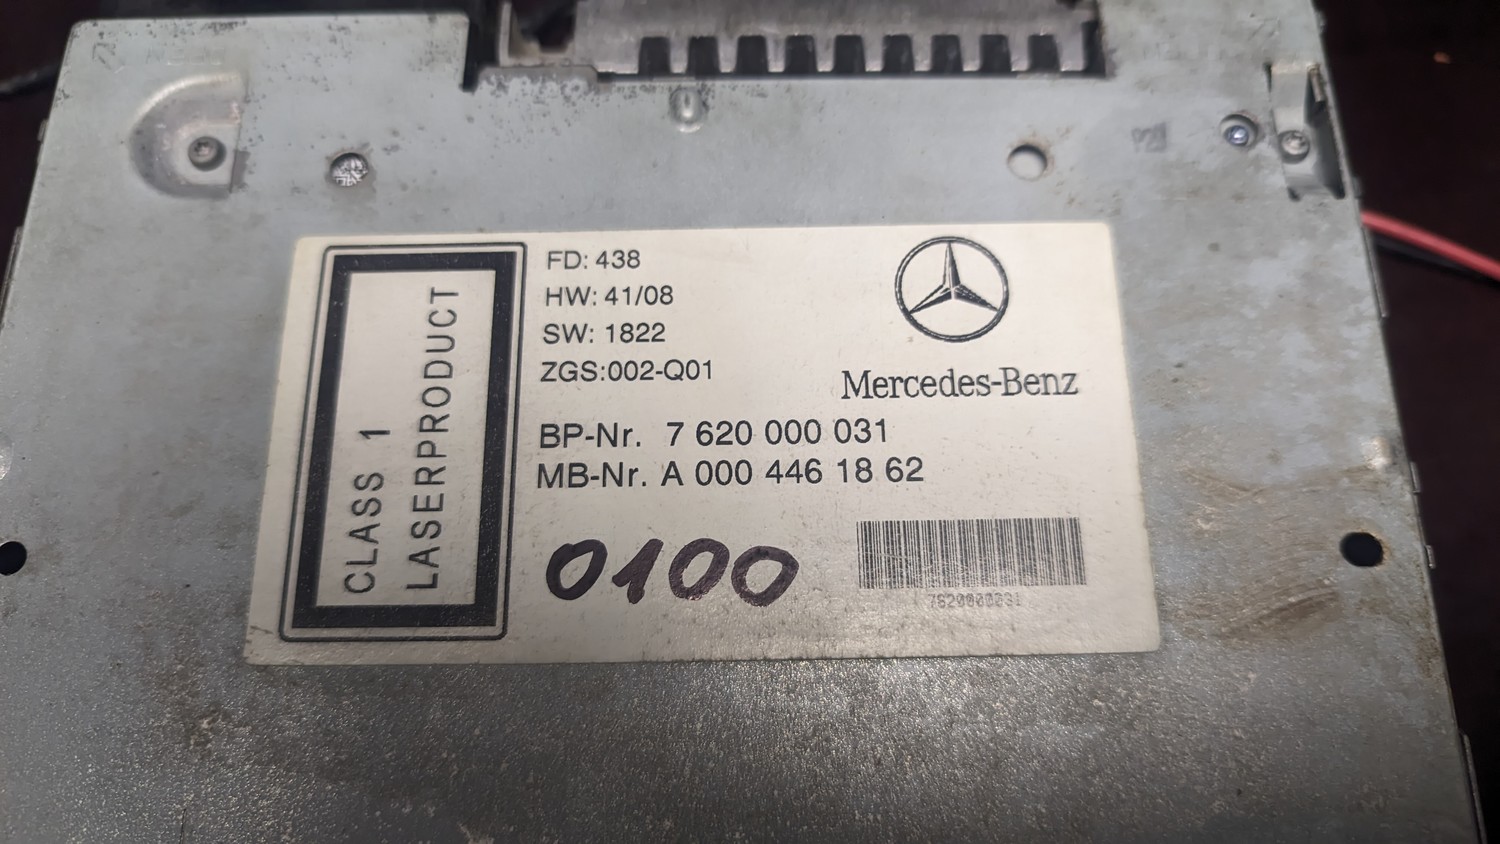 CLASS 1
LASERPRODUCT
FD: 438
HW: 41/08
SW: 1822
ZGS:002-Q01
Mercedes-Benz
BP-Nr. 7 620 000 031
MB-Nr. A 000 446 18 62
0100
7620000031